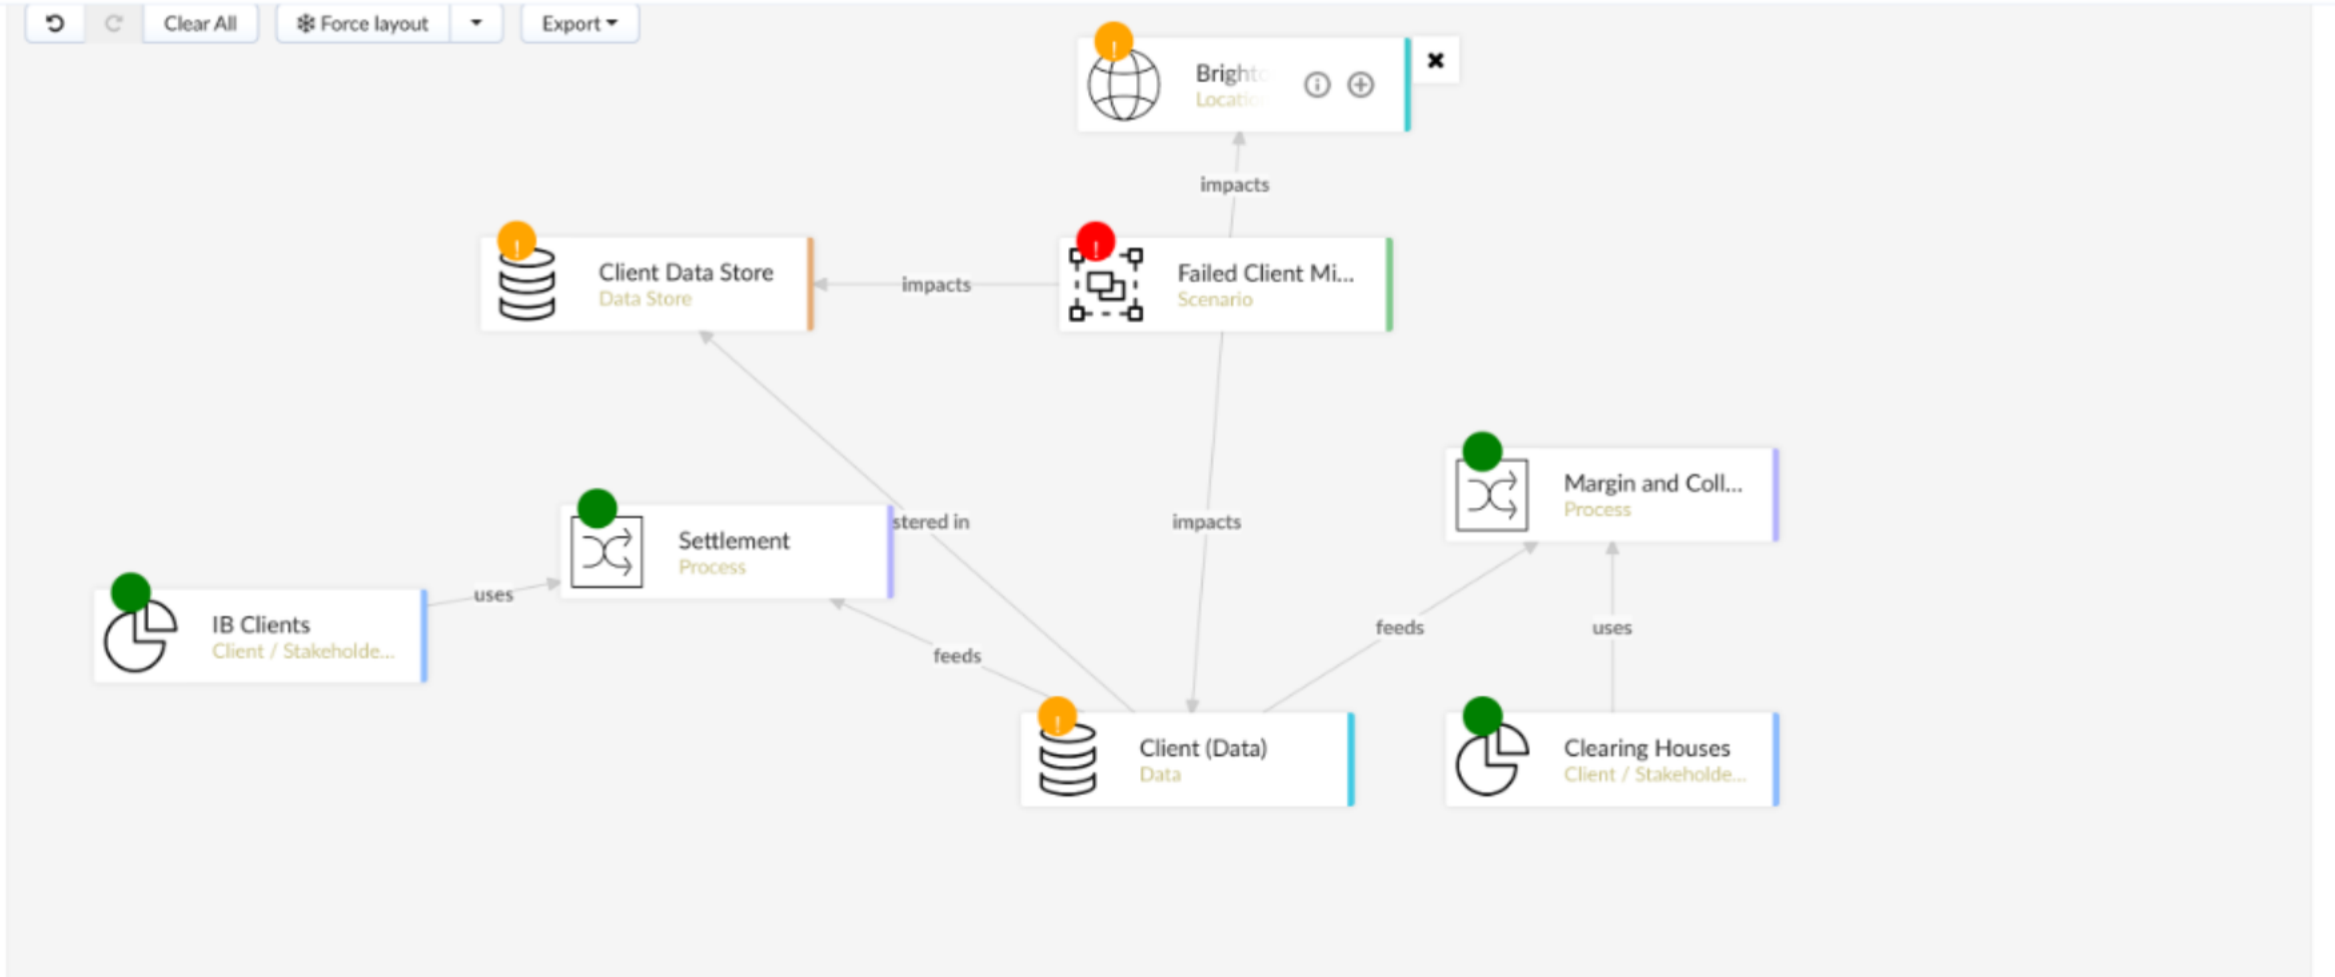 Clear All
Force layout
Export
Brighto
Locatio
impacts
Client Data Store
Data Store
impacts
Failed Client Mi...
Scenario
Margin and Coll...
Process
stered in
impacts
Settlement
Process
uses
IB Clients
Client / Stakeholde...
feeds
feeds
uses
Client (Data)
Data
Clearing Houses
Client / Stakeholde...